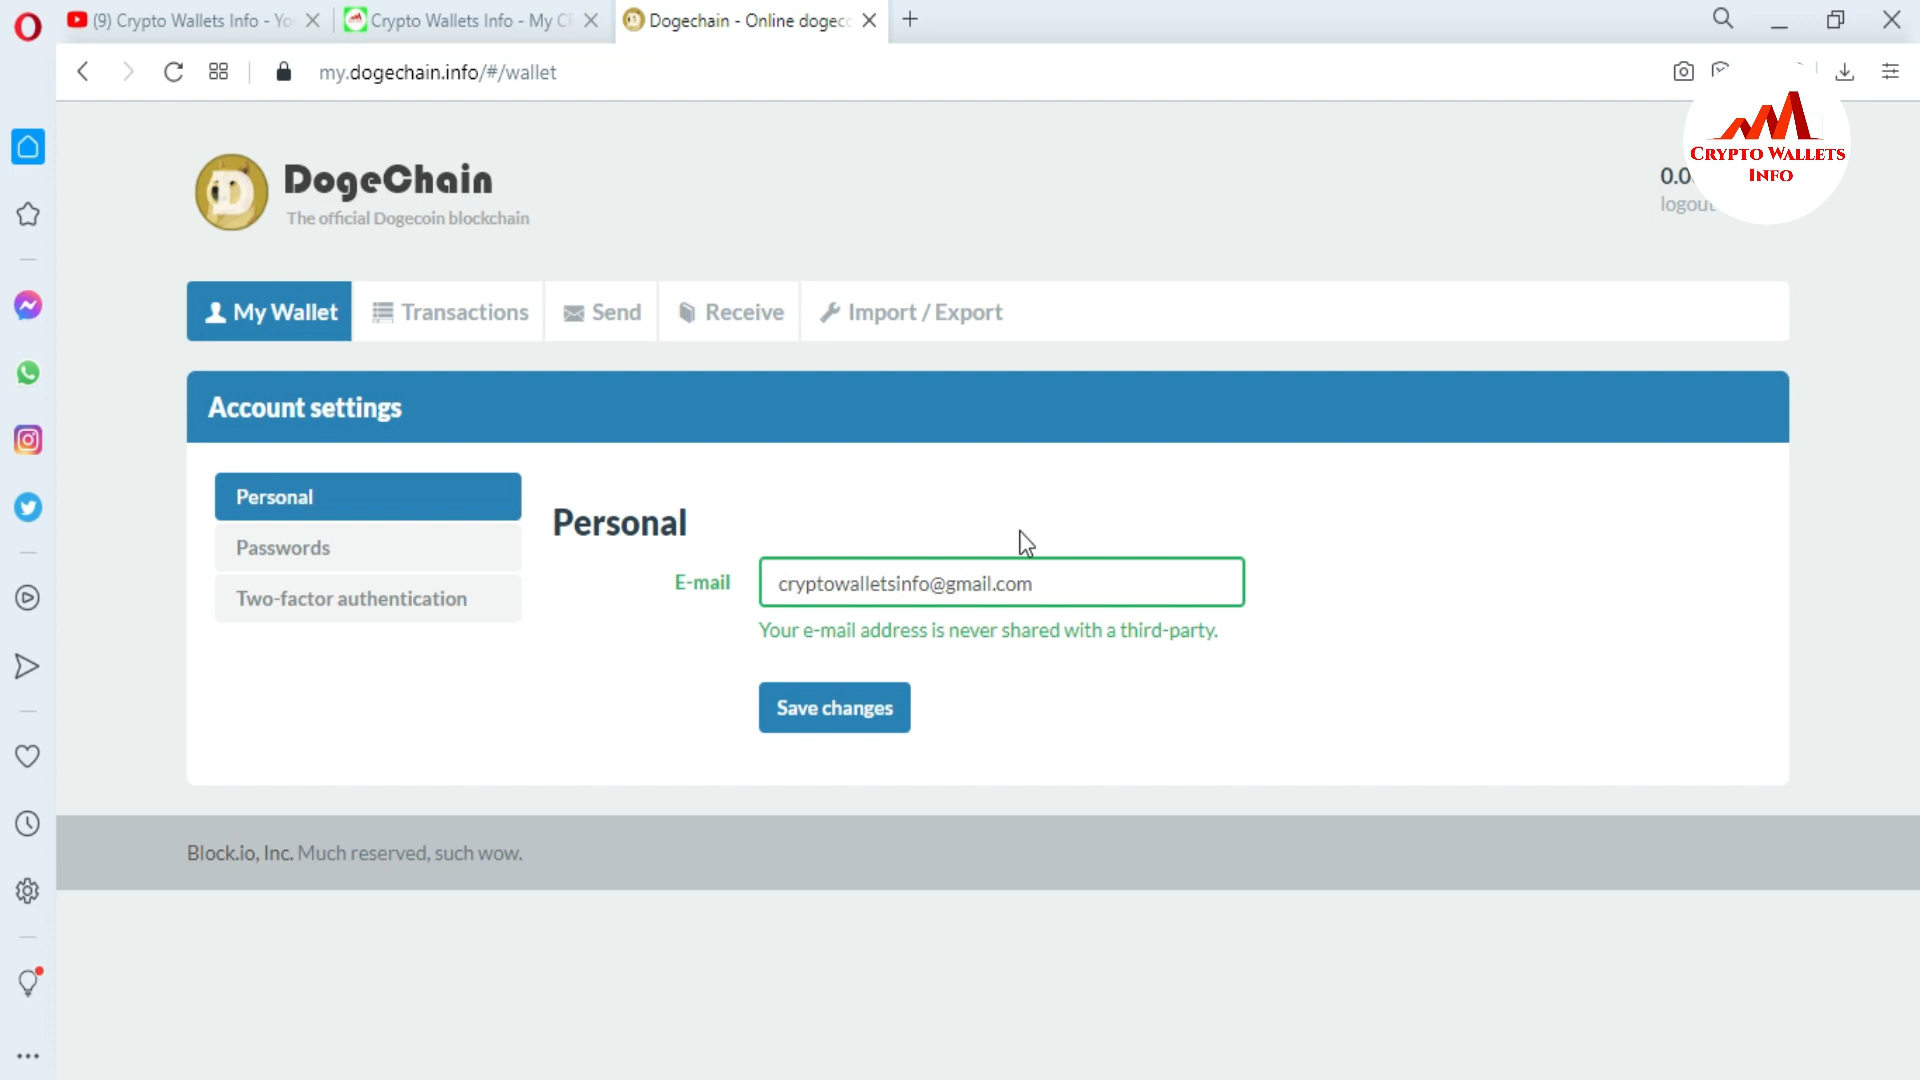 (9) Crypto Wallets Info - Yo
Crypto Wallets Info - My C
Dogechain - Online dogec
my.dogechain.info/#/wallet
CRYPTO WALLETS
INFO
DogeChain
The official Dogecoin blockchain
0.0
logout
My Wallet
Transactions
Send
Receive
Import / Export
Account settings
Personal
Passwords
Two-factor authentication
Personal
E-mail
cryptowalletsinfo@gmail.com
Your e-mail address is never shared with a third-party.
Save changes
Block.io, Inc. Much reserved, such wow.